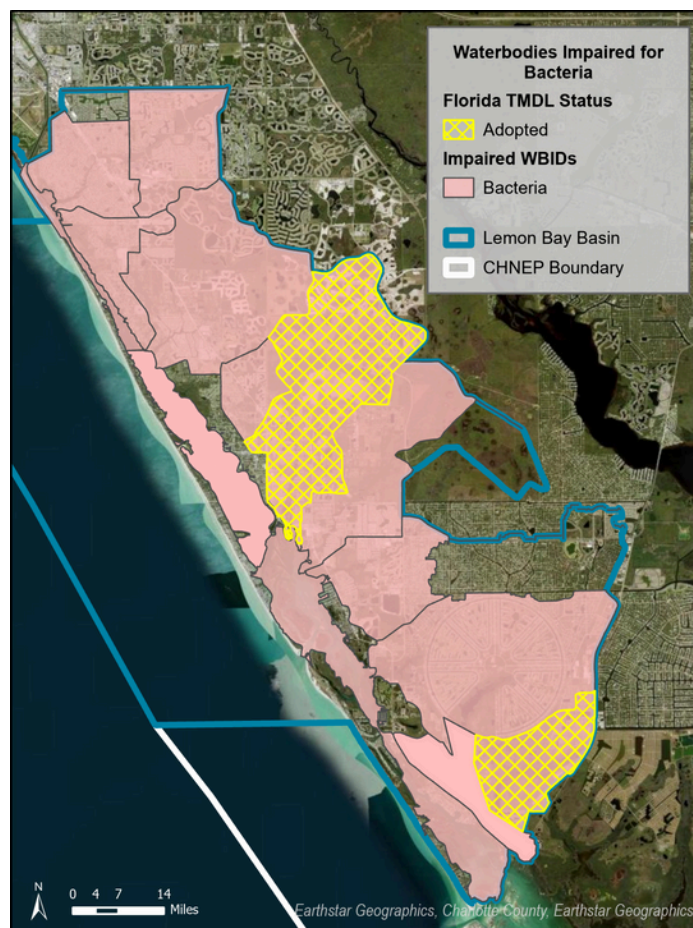 Waterbodies Impaired for
Bacteria
Florida TMDL Status
Adopted
Impaired WBIDs
Bacteria
Lemon Bay Basin
CHNEP Boundary
N
0 4 7 14
Miles
Earthstar Geographics, Charlotte County, Earthstar Geographics